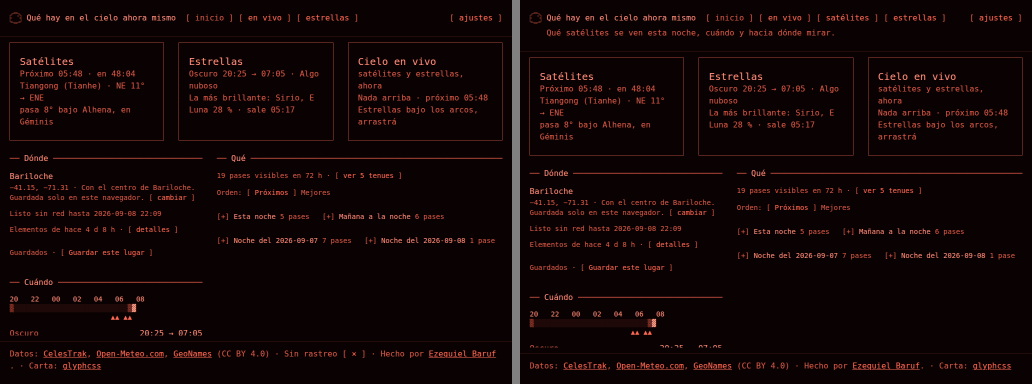 Qué hay en el cielo ahora mismo [ inicio ] [ en vivo ] [ estrellas ] [ ajustes ]
Satélites
Próximo 05:48 · en 48:04
Tiangong (Tianhe) · NE 11°
→ ENE
pasa 8° bajo Alhena, en
Géminis
Estrellas
Oscuro 20:25 → 07:05 · Algo
nuboso
La más brillante: Sirio, E
Luna 28 % · sale 05:17
Cielo en vivo
satélites y estrellas,
ahora
Nada arriba · próximo 05:48
Estrellas bajo los arcos,
arrastrá
Dónde
Bariloche
−41.15, −71.31 · Con el centro de Bariloche.
Guardada solo en este navegador. [ cambiar ]
Listo sin red hasta 2026-09-08 22:09
Elementos de hace 4 d 8 h · [ detalles ]
Guardados · [ Guardar este lugar ]
Qué
19 pases visibles en 72 h · [ ver 5 tenues ]
Orden: [ Próximos ] Mejores
[+] Esta noche 5 pases [+] Mañana a la noche 6 pases
[+] Noche del 2026-09-07 7 pases [+] Noche del 2026-09-08 1 pase
Cuándo
20 22 00 02 04 06 08
▲▲ ▲▲
Oscuro 20:25 → 07:05
Datos: CelesTrak, Open-Meteo.com, GeoNames (CC BY 4.0) · Sin rastreo [ × ] · Hecho por Ezequiel Baruf
. · Carta: glyphcss
Qué hay en el cielo ahora mismo [ inicio ] [ en vivo ] [ satélites ] [ estrellas ] [ ajustes ]
Qué satélites se ven esta noche, cuándo y hacia dónde mirar.
Satélites
Próximo 05:48 · en 48:04
Tiangong (Tianhe) · NE 11°
→ ENE
pasa 8° bajo Alhena, en
Géminis
Estrellas
Oscuro 20:25 → 07:05 · Algo
nuboso
La más brillante: Sirio, E
Luna 28 % · sale 05:17
Cielo en vivo
satélites y estrellas,
ahora
Nada arriba · próximo 05:48
Estrellas bajo los arcos,
arrastrá
Dónde
Bariloche
−41.15, −71.31 · Con el centro de Bariloche.
Guardada solo en este navegador. [ cambiar ]
Listo sin red hasta 2026-09-08 22:09
Elementos de hace 4 d 8 h · [ detalles ]
Guardados · [ Guardar este lugar ]
Qué
19 pases visibles en 72 h · [ ver 5 tenues ]
Orden: [ Próximos ] Mejores
[+] Esta noche 5 pases [+] Mañana a la noche 6 pases
[+] Noche del 2026-09-07 7 pases [+] Noche del 2026-09-08 1 pase
Cuándo
20 22 00 02 04 06 08
▲▲ ▲▲
Oscuro 20:25 → 07:05
Datos: CelesTrak, Open-Meteo.com, GeoNames (CC BY 4.0) · Hecho por Ezequiel Baruf. · Carta: glyphcss